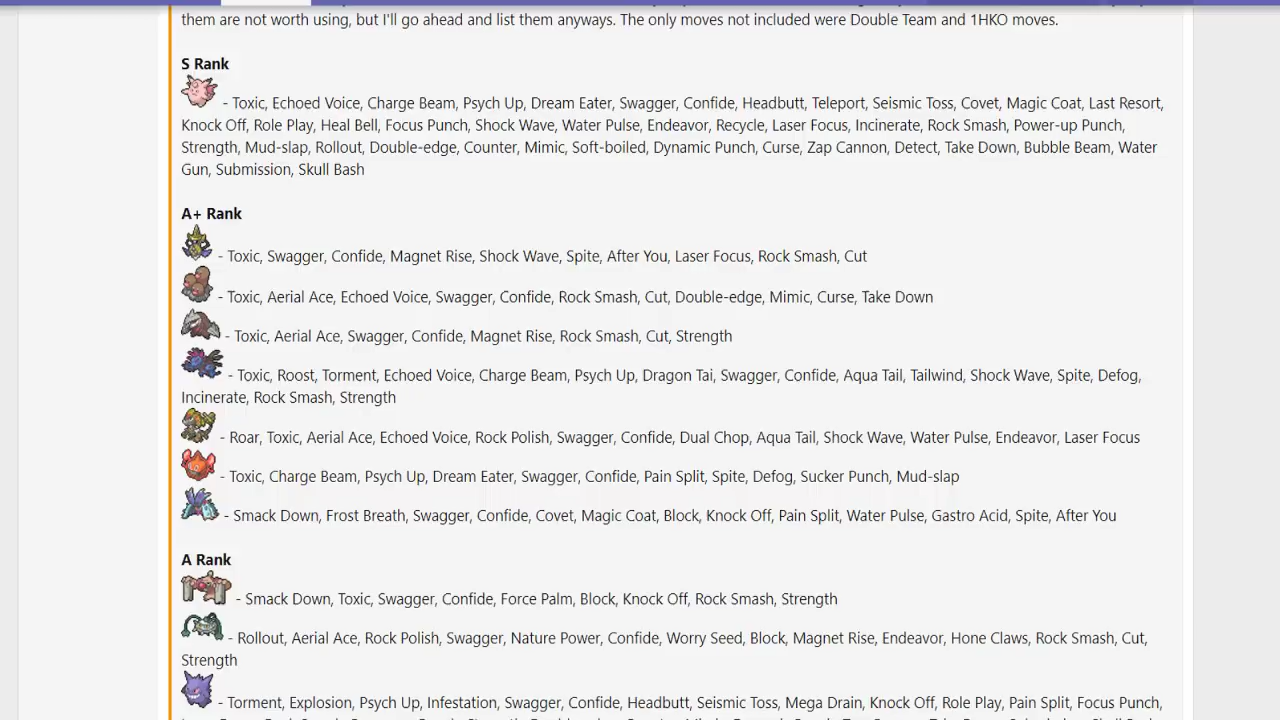 them are not worth using, but I'll go ahead and list them anyways. The only moves not included were Double Team and 1HKO moves.
S Rank
- Toxic, Echoed Voice, Charge Beam, Psych Up, Dream Eater, Swagger, Confide, Headbutt, Teleport, Seismic Toss, Covet, Magic Coat, Last Resort,
Knock Off, Role Play, Heal Bell, Focus Punch, Shock Wave, Water Pulse, Endeavor, Recycle, Laser Focus, Incinerate, Rock Smash, Power-up Punch,
Strength, Mud-slap, Rollout, Double-edge, Counter, Mimic, Soft-boiled, Dynamic Punch, Curse, Zap Cannon, Detect, Take Down, Bubble Beam, Water
Gun, Submission, Skull Bash
A+ Rank
- Toxic, Swagger, Confide, Magnet Rise, Shock Wave, Spite, After You, Laser Focus, Rock Smash, Cut
- Toxic, Aerial Ace, Echoed Voice, Swagger, Confide, Rock Smash, Cut, Double-edge, Mimic, Curse, Take Down
- Toxic, Aerial Ace, Swagger, Confide, Magnet Rise, Rock Smash, Cut, Strength
- Toxic, Roost, Torment, Echoed Voice, Charge Beam, Psych Up, Dragon Tai, Swagger, Confide, Aqua Tail, Tailwind, Shock Wave, Spite, Defog,
Incinerate, Rock Smash, Strength
- Roar, Toxic, Aerial Ace, Echoed Voice, Rock Polish, Swagger, Confide, Dual Chop, Aqua Tail, Shock Wave, Water Pulse, Endeavor, Laser Focus
- Toxic, Charge Beam, Psych Up, Dream Eater, Swagger, Confide, Pain Split, Spite, Defog, Sucker Punch, Mud-slap
- Smack Down, Frost Breath, Swagger, Confide, Covet, Magic Coat, Block, Knock Off, Pain Split, Water Pulse, Gastro Acid, Spite, After You
A Rank
- Smack Down, Toxic, Swagger, Confide, Force Palm, Block, Knock Off, Rock Smash, Strength
- Rollout, Aerial Ace, Rock Polish, Swagger, Nature Power, Confide, Worry Seed, Block, Magnet Rise, Endeavor, Hone Claws, Rock Smash, Cut,
Strength
- Torment, Explosion, Psych Up, Infestation, Swagger, Confide, Headbutt, Seismic Toss, Mega Drain, Knock Off, Role Play, Pain Split, Focus Punch,